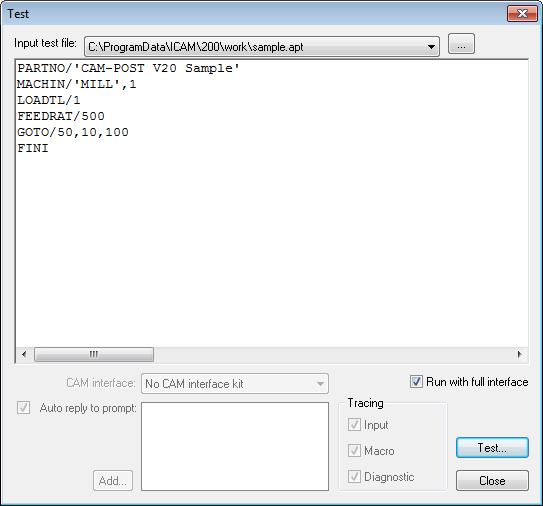 Test
Input test file: C:\ProgramData\ICAM\200\work\sample.apt ...
PARTNO/'CAM-POST V20 Sample'
MACHIN/'MILL',1
LOADTL/1
FEEDRAT/500
GOTO/50,10,100
FINI
CAM interface: No CAM interface kit Run with full interface
Auto reply to prompt: Tracing
Input
Macro Test...
Add... Diagnostic Close